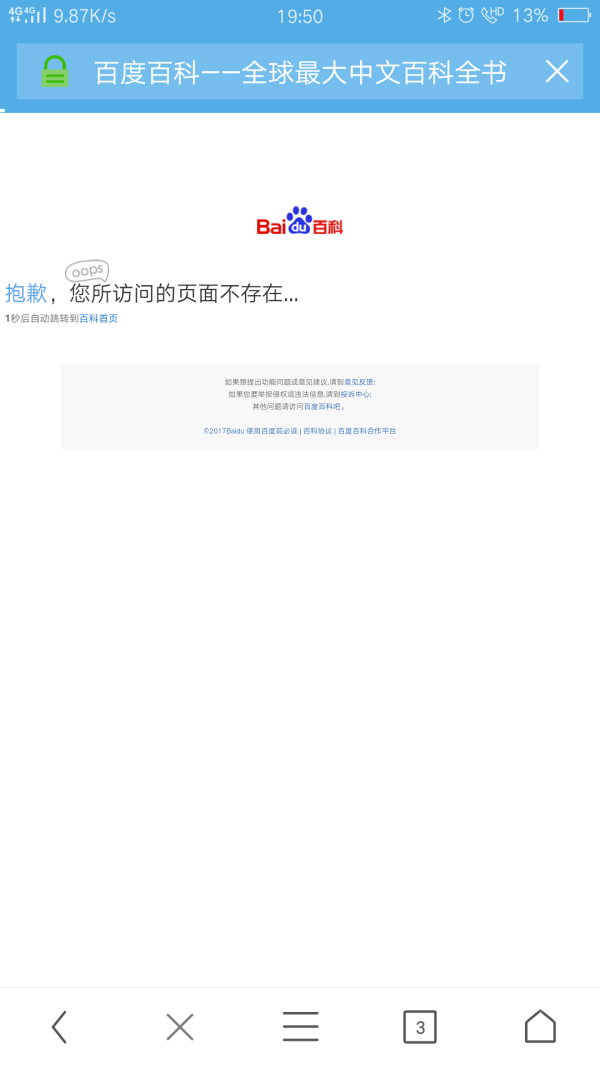 4G 4G 9.87K/s 19:50 HD 13%
百度百科——全球最大中文百科全书
Bai du 百科
oops
抱歉，您所访问的页面不存在...
1秒后自动跳转到百科首页
如果想提出功能问题或意见建议,请到意见反馈;
如果您要举报侵权或违法信息,请到投诉中心;
其他问题请访问百度百科吧。
©2017Baidu 使用百度前必读 | 百科协议 | 百度百科合作平台
3